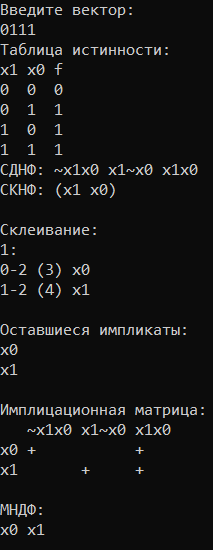 Введите вектор:
0111
Таблица истинности:
x1 x0 f
0  0  0
0  1  1
1  0  1
1  1  1
СДНФ: ~x1x0 x1~x0 x1x0
СКНФ: (x1 x0)
Склеивание:
1:
0-2 (3) x0
1-2 (4) x1
Оставшиеся импликаты:
x0
x1
Имплиционная матрица:
   ~x1x0 x1~x0 x1x0
x0 +           +
x1       +     +
МНДФ:
x0 x1